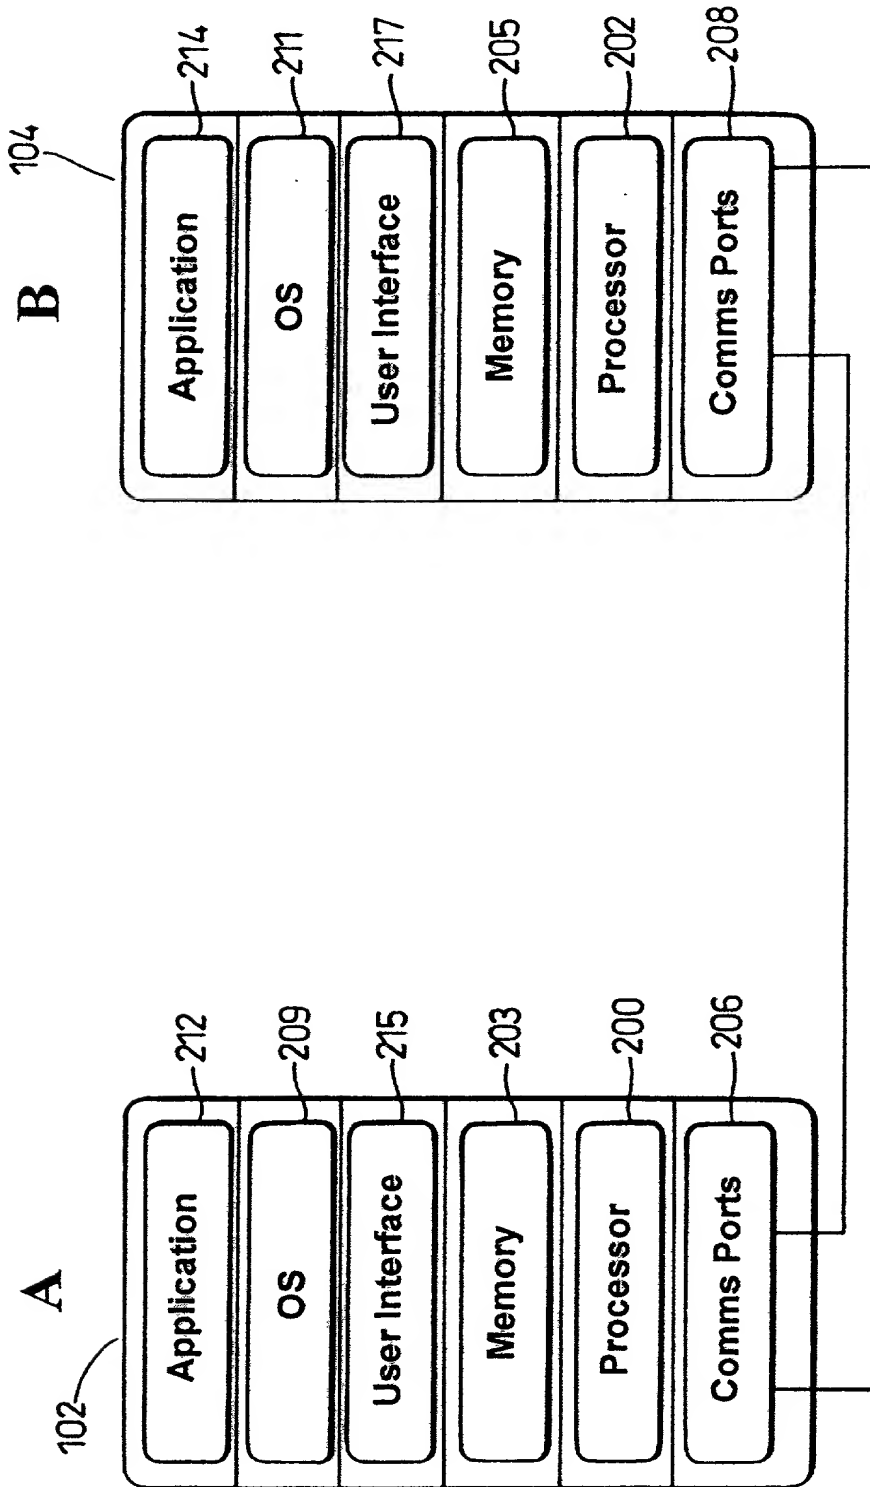 A
102
Application
212
OS
209
User Interface
215
Memory
203
Processor
200
Comms Ports
206
B
104
Application
214
OS
211
User Interface
217
Memory
205
Processor
202
Comms Ports
208